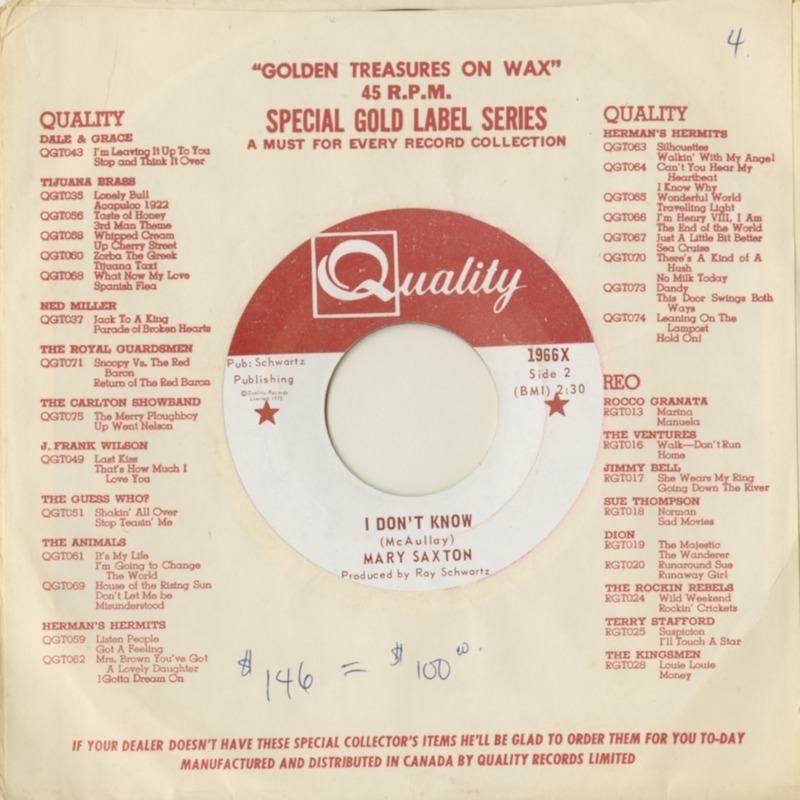 4.
"GOLDEN TREASURES ON WAX"
45 R.P.M.
SPECIAL GOLD LABEL SERIES
A MUST FOR EVERY RECORD COLLECTION
QUALITY
DALE & GRACE
QGT043 I'm Leaving It Up To You
Stop and Think It Over
TIJUANA BRASS
QGT035 Lonely Bull
Acapulco 1922
QGT056 Taste of Honey
3rd Man Theme
QGT058 Whipped Cream
Up Cherry Street
QGT060 Zorba The Greek
Tijuana Taxi
QGT068 What Now My Love
Spanish Flea
NED MILLER
QGT037 Jack To A King
Parade of Broken Hearts
THE ROYAL GUARDSMEN
QGT071 Snoopy Vs. The Red
Baron
Return of The Red Baron
THE CARLTON SHOWBAND
QGT075 The Merry Ploughboy
Up Went Nelson
J. FRANK WILSON
QGT049 Last Kiss
That's How Much I
Love You
THE GUESS WHO?
QGT051 Shakin' All Over
Stop Teasin' Me
THE ANIMALS
QGT061 It's My Life
I'm Going to Change
The World
QGT069 House of the Rising Sun
Don't Let Me be
Misunderstood
HERMAN'S HERMITS
QGT059 Listen People
Got A Feeling
QGT062 Mrs. Brown You've Got
A Lovely Daughter
I Gotta Dream On
Quality
Pub: Schwartz
Publishing
©Quality Records
Limited 1970
1966X
Side 2
(BMI) 2:30
I DON'T KNOW
(McAullay)
MARY SAXTON
Produced by Ray Schwartz
QUALITY
HERMAN'S HERMITS
QGT063 Silhouettes
Walkin' With My Angel
QGT064 Can't You Hear My
Heartbeat
I Know Why
QGT065 Wonderful World
Travelling Light
QGT066 I'm Henry VIII, I Am
The End of the World
QGT067 Just A Little Bit Better
Sea Cruise
QGT070 There's A Kind of A
Hush
No Milk Today
QGT073 Dandy
This Door Swings Both
Ways
QGT074 Leaning On The
Lampost
Hold On!
REO
ROCCO GRANATA
RGT013 Marina
Manuela
THE VENTURES
RGT016 Walk—Don't Run
Home
JIMMY BELL
RGT017 She Wears My Ring
Going Down The River
SUE THOMPSON
RGT018 Norman
Sad Movies
DION
RGT019 The Majestic
The Wanderer
RGT020 Runaround Sue
Runaway Girl
THE ROCKIN REBELS
RGT024 Wild Weekend
Rockin' Crickets
TERRY STAFFORD
RGT025 Suspicion
I'll Touch A Star
THE KINGSMEN
RGT028 Louie Louie
Money
$146 = $100 00.
IF YOUR DEALER DOESN'T HAVE THESE SPECIAL COLLECTOR'S ITEMS HE'LL BE GLAD TO ORDER THEM FOR YOU TO-DAY
MANUFACTURED AND DISTRIBUTED IN CANADA BY QUALITY RECORDS LIMITED